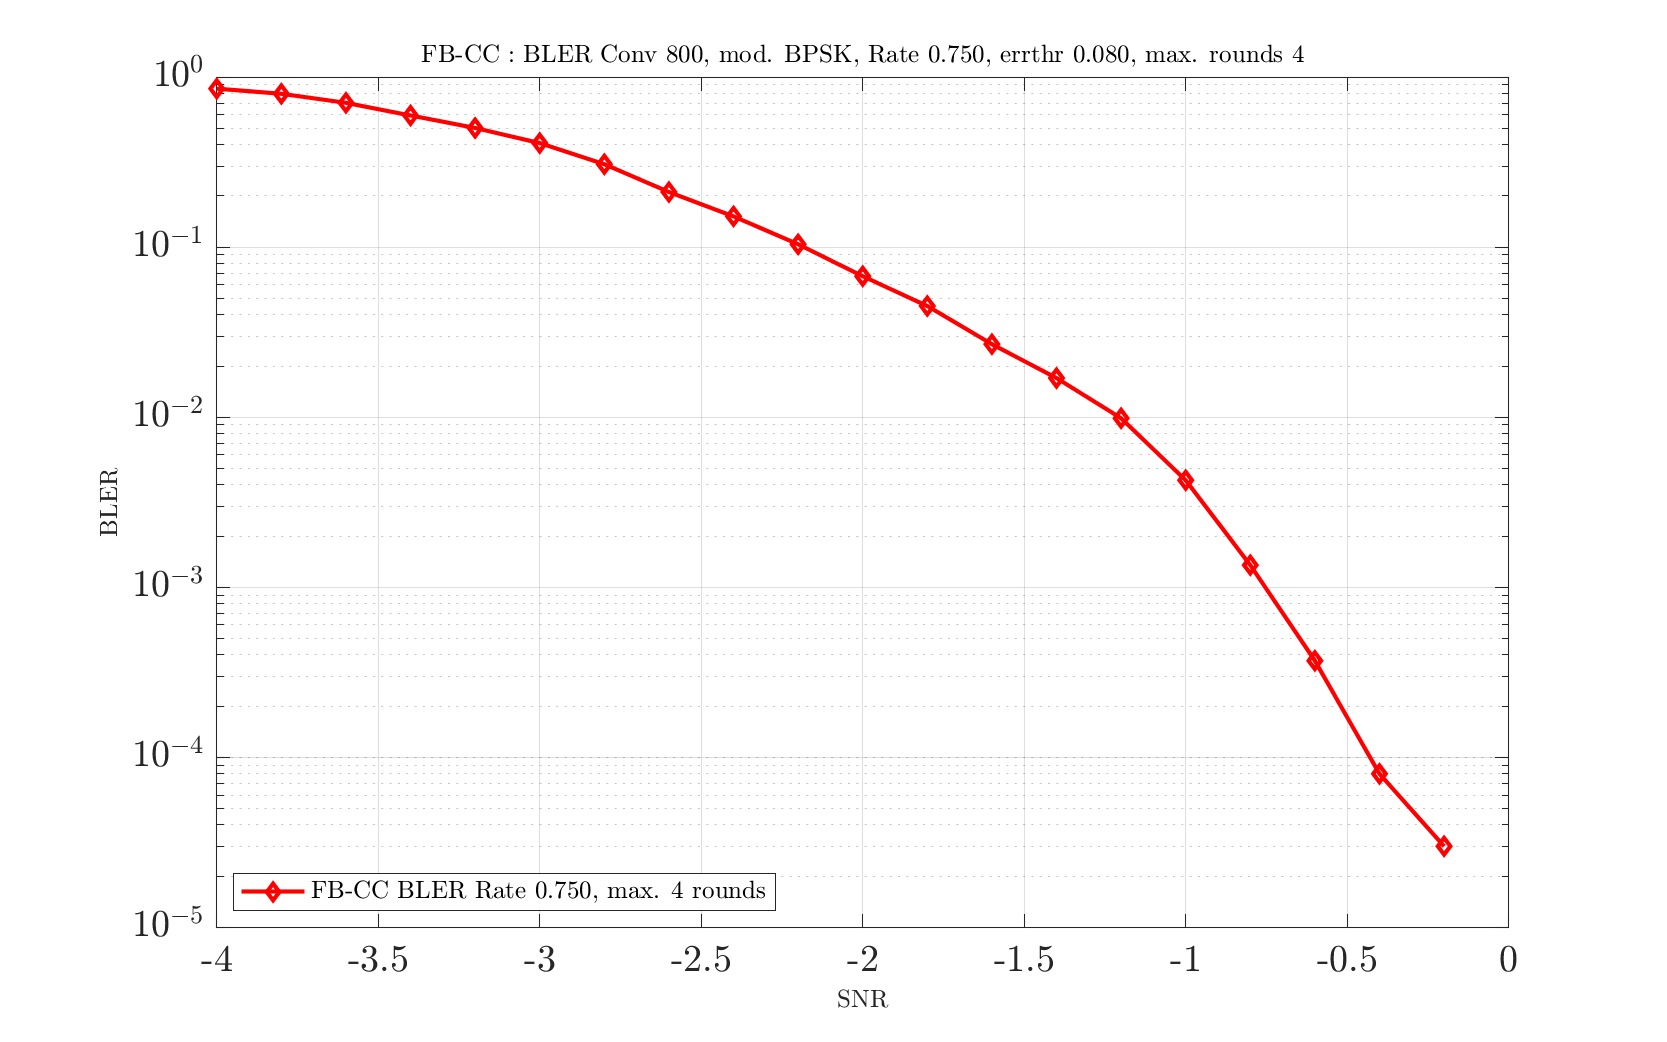 FB-CC : BLER Conv 800, mod. BPSK, Rate 0.750, errthr 0.080, max. rounds 4
10^0
10^−1
10^−2
10^−3
10^−4
10^−5
BLER
FB-CC BLER Rate 0.750, max. 4 rounds
-4 -3.5 -3 -2.5 -2 -1.5 -1 -0.5 0
SNR